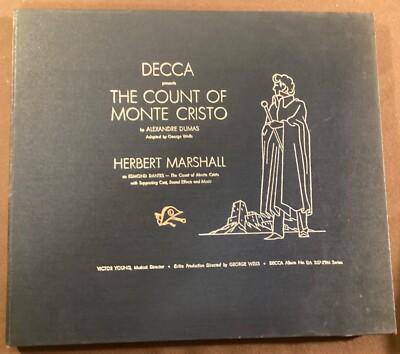 DECCA
presents
THE COUNT OF
MONTE CRISTO
by ALEXANDRE DUMAS
Adapted by George Wells
HERBERT MARSHALL
as EDMOND DANTES — The Count of Monte Cristo
with Supporting Cast, Sound Effects and Music
VICTOR YOUNG, Musical Director • Entire Production Directed by GEORGE WELLS • DECCA Album No. DA Series